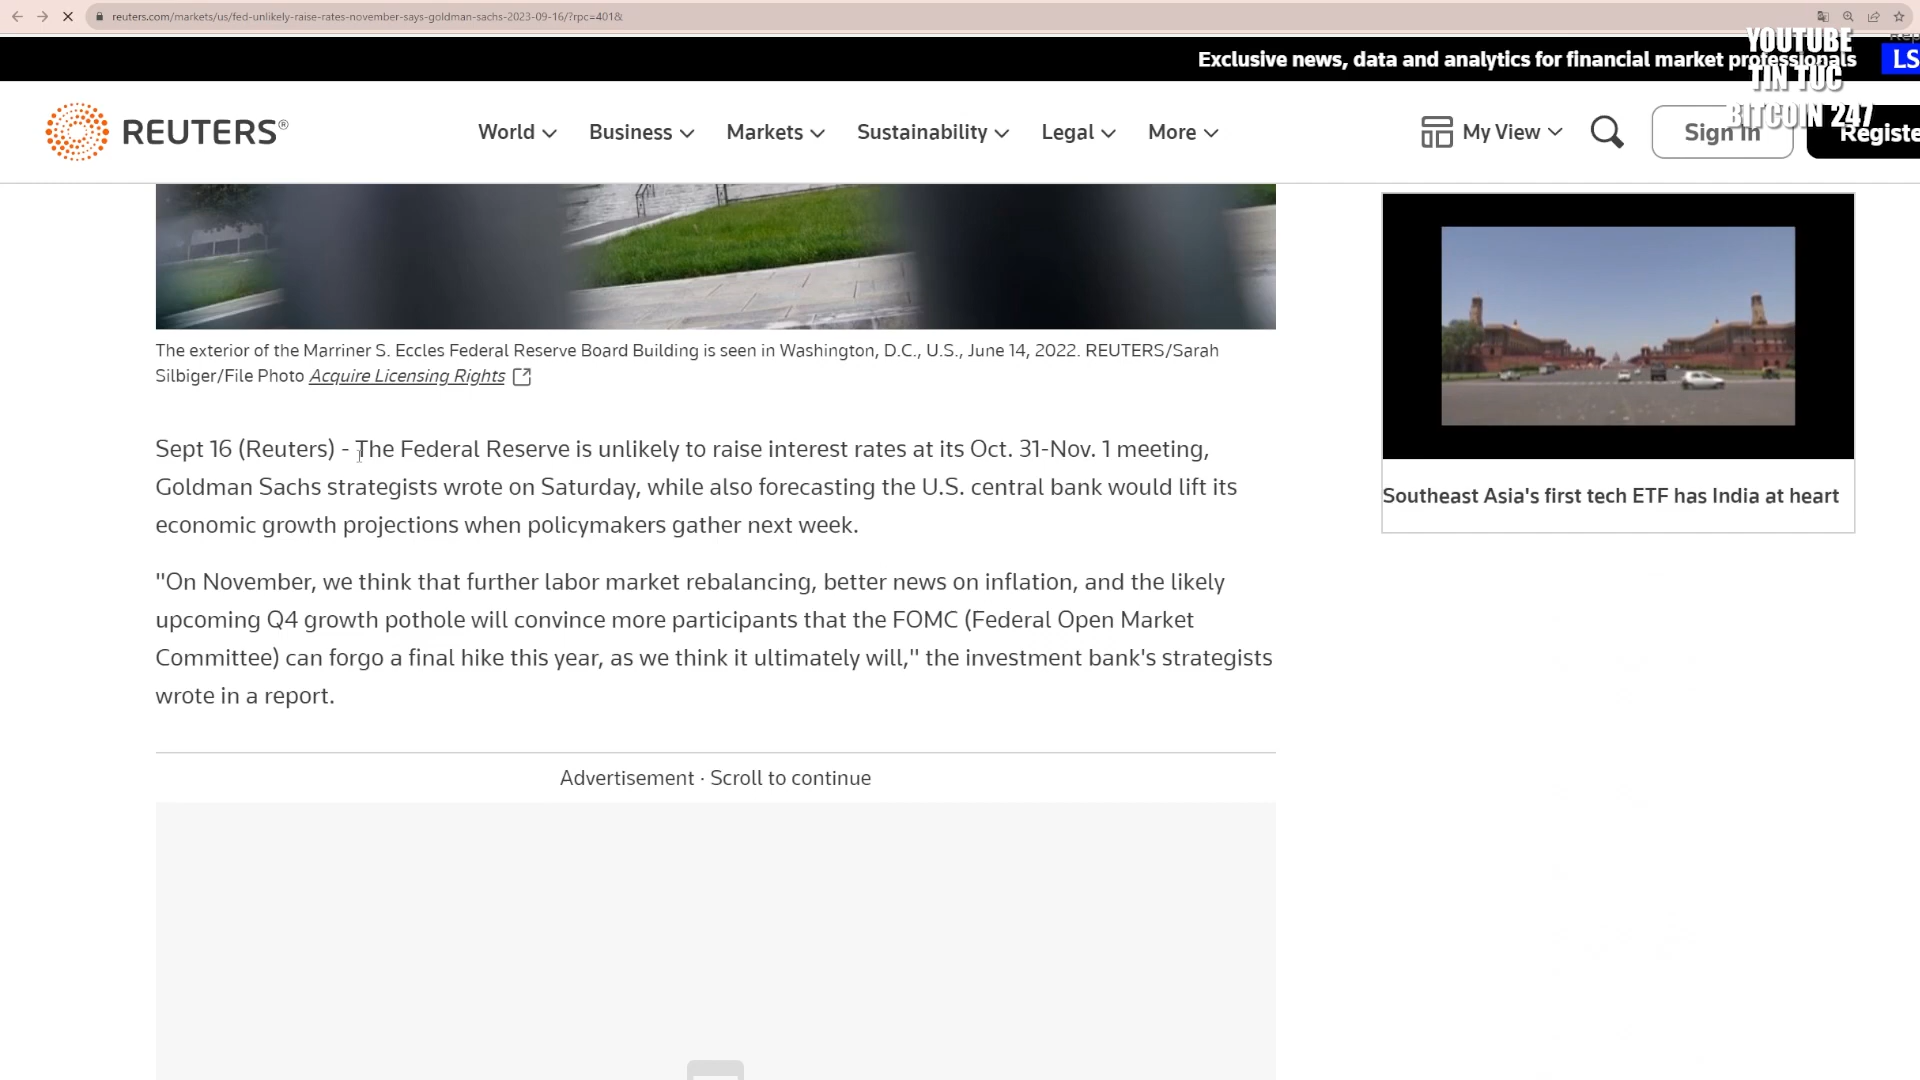 reuters.com/markets/us/fed-unlikely-raise-rates-november-says-goldman-sachs-2023-09-16/?rpc=401&
YOUTUBE
TIN TUC
BITCOIN 247
Exclusive news, data and analytics for financial market professionals
LS
REUTERS®
World
Business
Markets
Sustainability
Legal
More
My View
Sign In
Registe
The exterior of the Marriner S. Eccles Federal Reserve Board Building is seen in Washington, D.C., U.S., June 14, 2022. REUTERS/Sarah
Silbiger/File Photo Acquire Licensing Rights
Sept 16 (Reuters) - The Federal Reserve is unlikely to raise interest rates at its Oct. 31-Nov. 1 meeting,
Goldman Sachs strategists wrote on Saturday, while also forecasting the U.S. central bank would lift its
economic growth projections when policymakers gather next week.
"On November, we think that further labor market rebalancing, better news on inflation, and the likely
upcoming Q4 growth pothole will convince more participants that the FOMC (Federal Open Market
Committee) can forgo a final hike this year, as we think it ultimately will," the investment bank's strategists
wrote in a report.
Advertisement · Scroll to continue
Southeast Asia's first tech ETF has India at heart